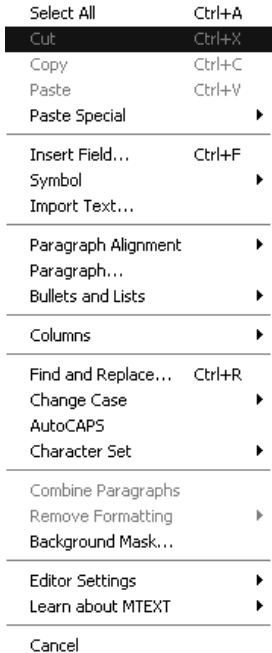 Select All Ctrl+A
Cut Ctrl+X
Copy Ctrl+C
Paste Ctrl+V
Paste Special
Insert Field... Ctrl+F
Symbol
Import Text...
Paragraph Alignment
Paragraph...
Bullets and Lists
Columns
Find and Replace... Ctrl+R
Change Case
AutoCAPS
Character Set
Combine Paragraphs
Remove Formatting
Background Mask...
Editor Settings
Learn about MTEXT
Cancel